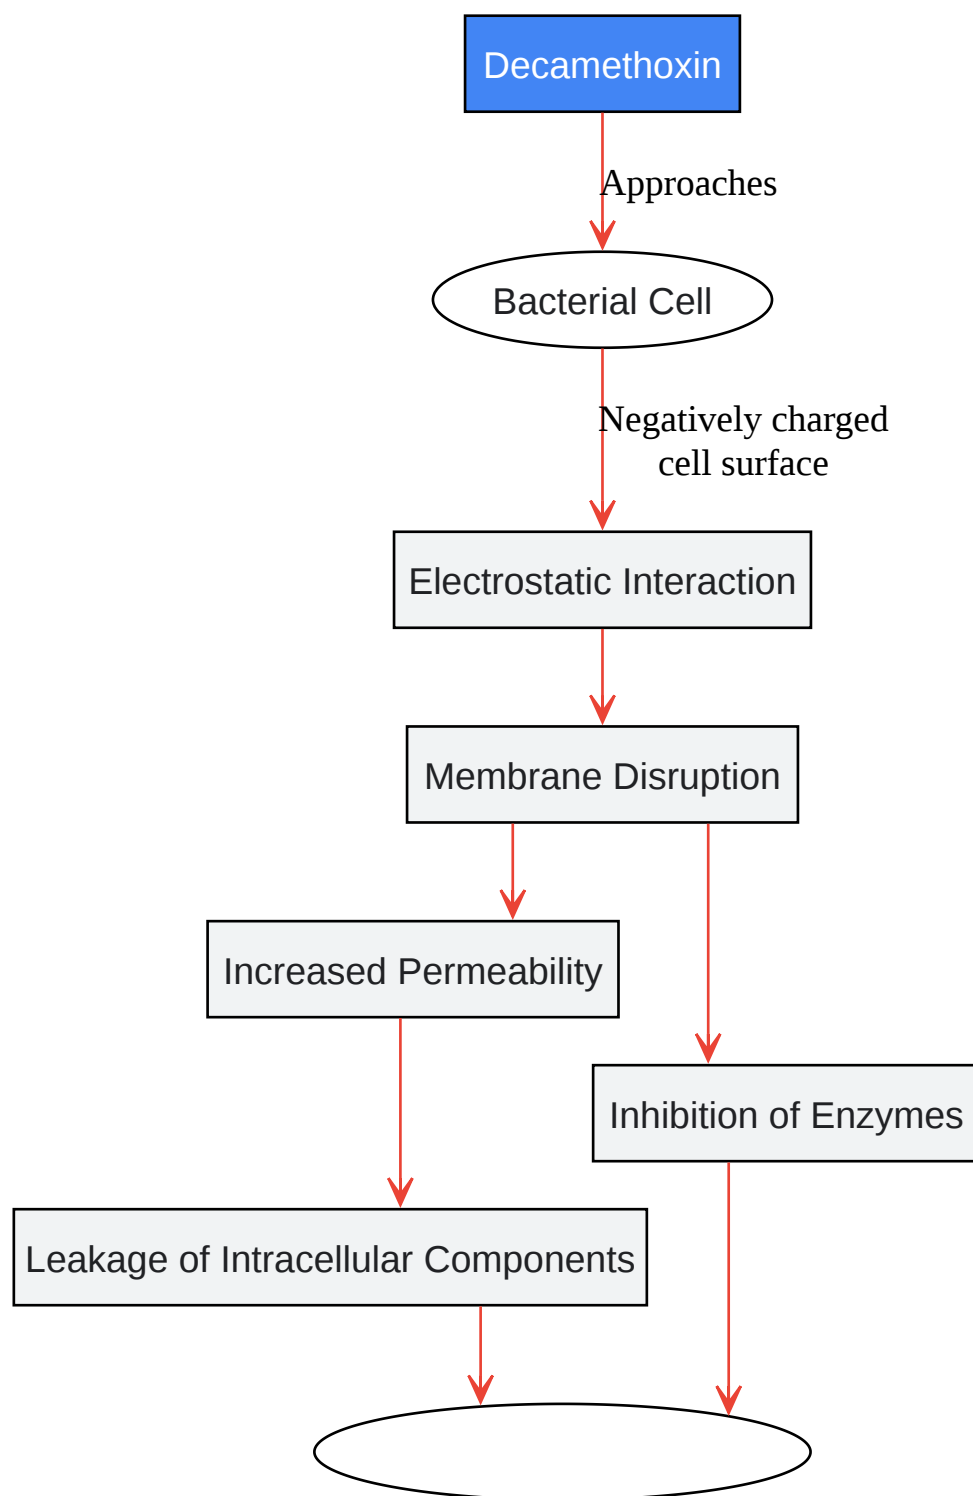 Decamethoxin
Approaches
Bacterial Cell
Negatively charged
cell surface
Electrostatic Interaction
Membrane Disruption
Increased Permeability
Inhibition of Enzymes
Leakage of Intracellular Components